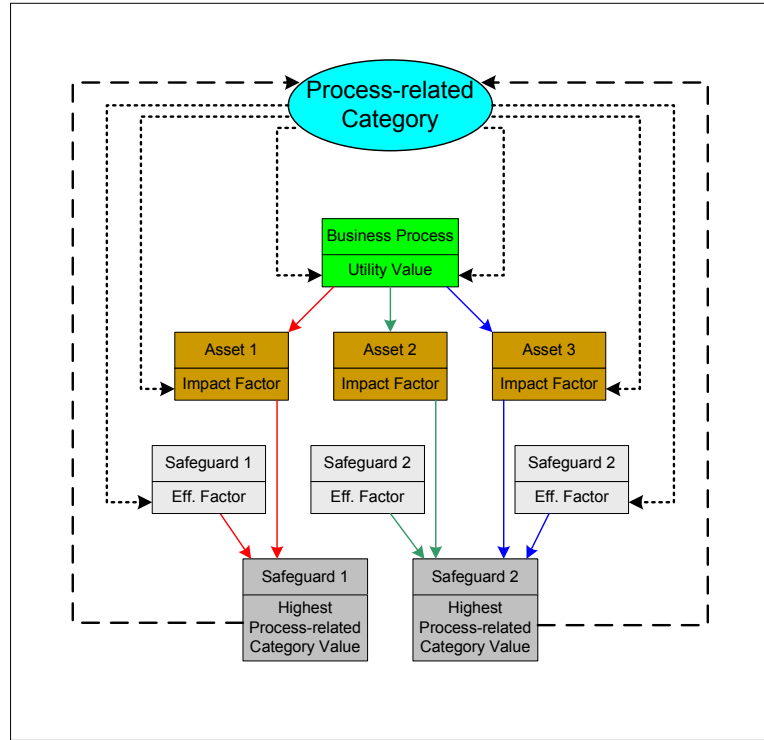 Process-related
Category
Business Process
Utility Value
Asset 1
Impact Factor
Asset 2
Impact Factor
Asset 3
Impact Factor
Safeguard 1
Eff. Factor
Safeguard 2
Eff. Factor
Safeguard 2
Eff. Factor
Safeguard 1
Highest
Process-related
Category Value
Safeguard 2
Highest
Process-related
Category Value